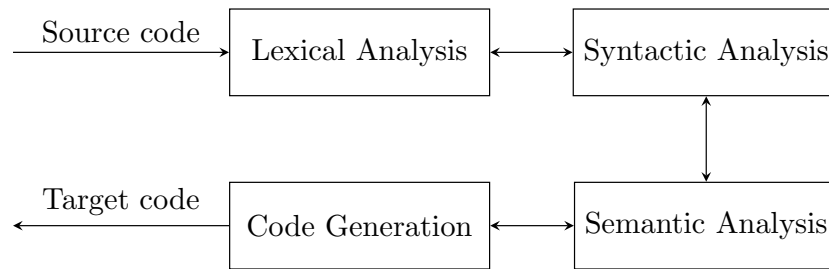 Source code
Lexical Analysis
Syntactic Analysis
Target code
Code Generation
Semantic Analysis